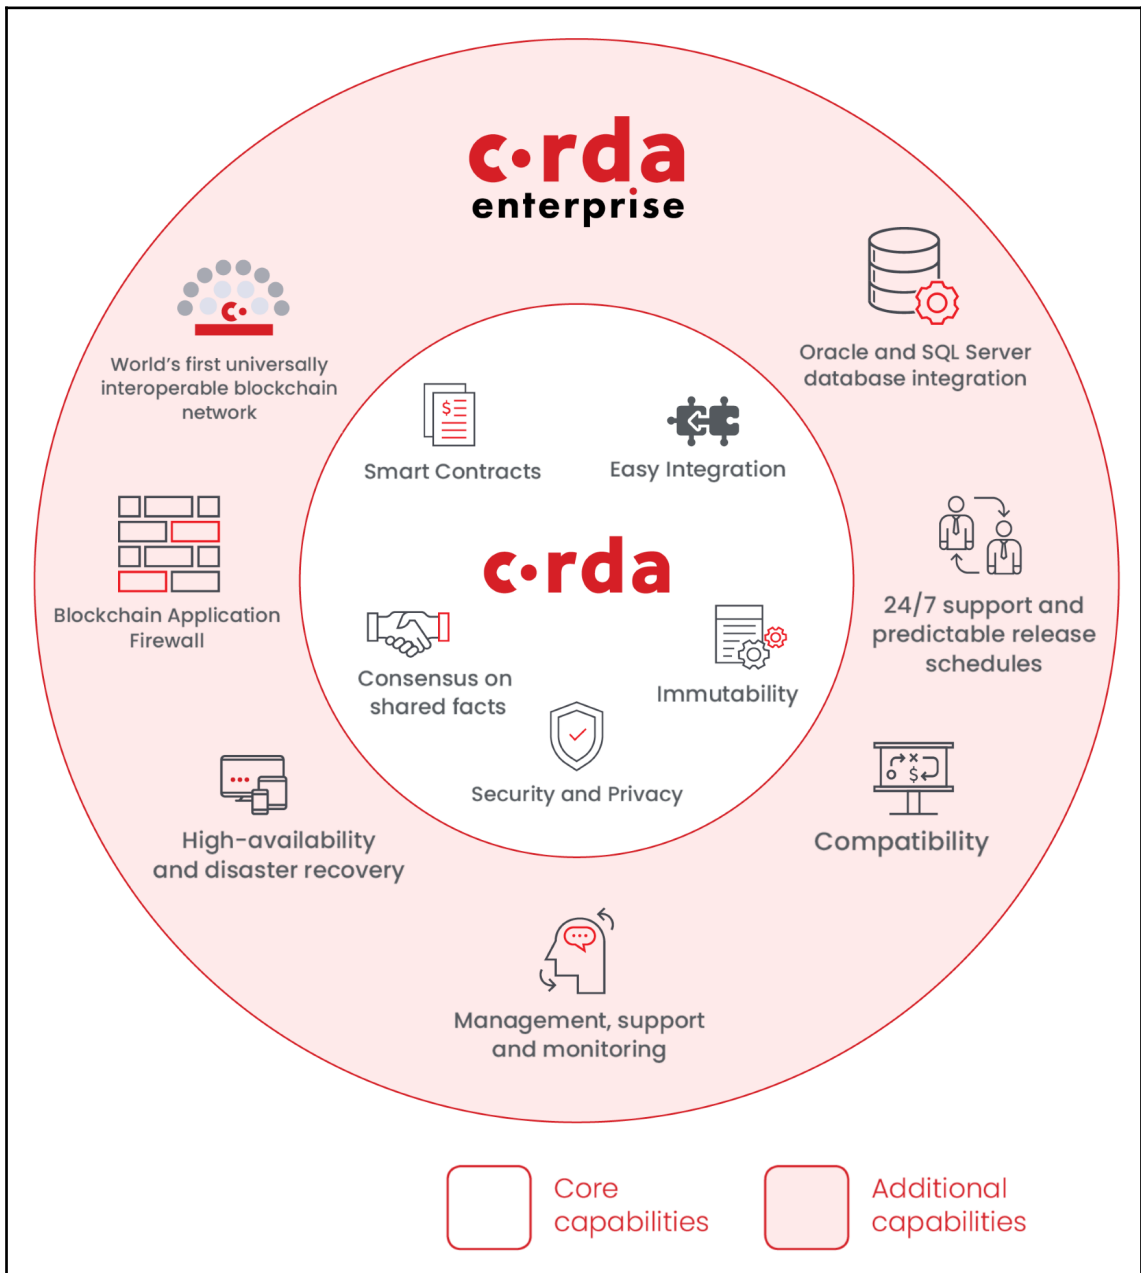 corda
enterprise
World's first universally
interoperable blockchain
network
Oracle and SQL Server
database integration
Smart Contracts
Easy Integration
corda
Blockchain Application
Firewall
24/7 support and
predictable release
schedules
Consensus on
shared facts
Immutability
Security and Privacy
High-availability
and disaster recovery
Compatibility
Management, support
and monitoring
Core
capabilities
Additional
capabilities